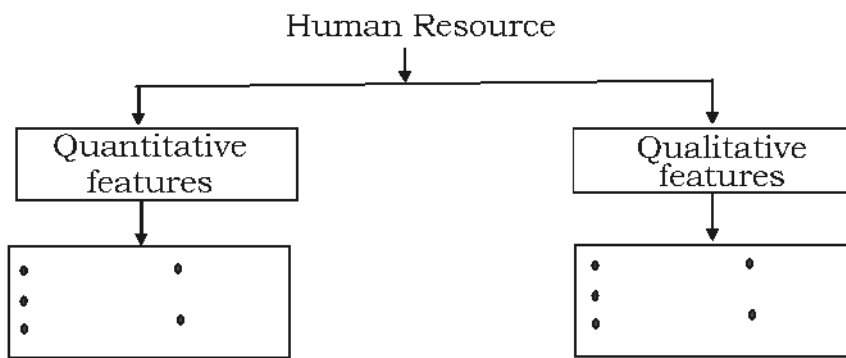 Human Resource
Quantitative
features
Qualitative
features